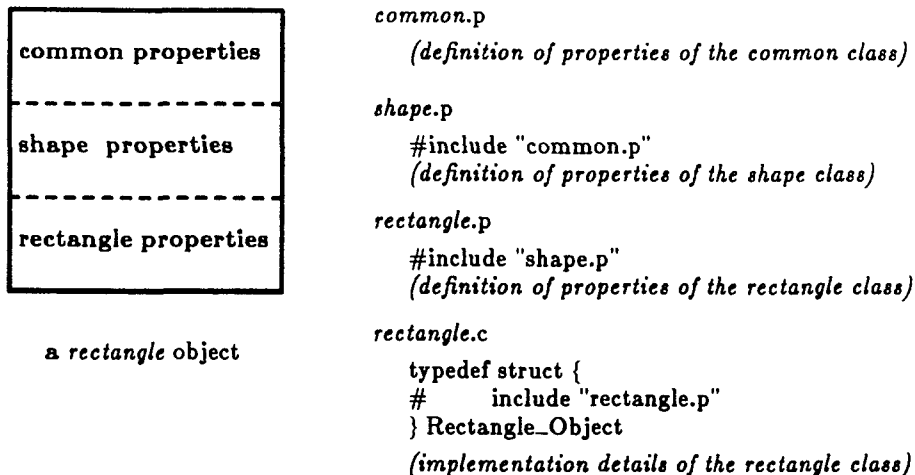 common properties
shape properties
rectangle properties
a rectangle object
common.p
(definition of properties of the common class)
shape.p
#include "common.p"
(definition of properties of the shape class)
rectangle.p
#include "shape.p"
(definition of properties of the rectangle class)
rectangle.c
typedef struct {
# include "rectangle.p"
} Rectangle_Object
(implementation details of the rectangle class)